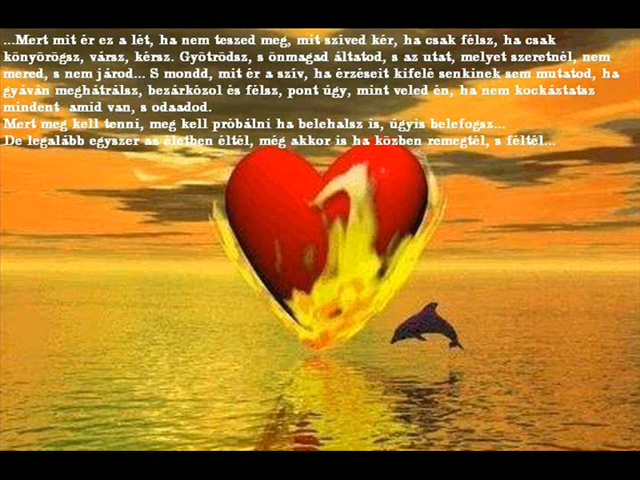 ...Mert mit ér ez a lét, ha nem teszed meg, mit szíved kér, ha csak félsz, ha csak
könyörögsz, vársz, kérsz. Gyötrödsz, s önmagad áltatod, s az utat, melyet szeretnél, nem
mered, s nem járod... S mondd, mit ér a szív, ha érzéseit kifelé senkinek sem mutatod, ha
gyáván meghátrálsz, bezárkózol és félsz, pont úgy, mint veled én, ha nem kockáztatsz
mindent amid van, s odaadod.
Mert meg kell tenni, meg kell próbálni ha belehalsz is, úgyis belefogsz...
De legalább egyszer az életben éltél, még akkor is ha közben remegtél, s féltél...